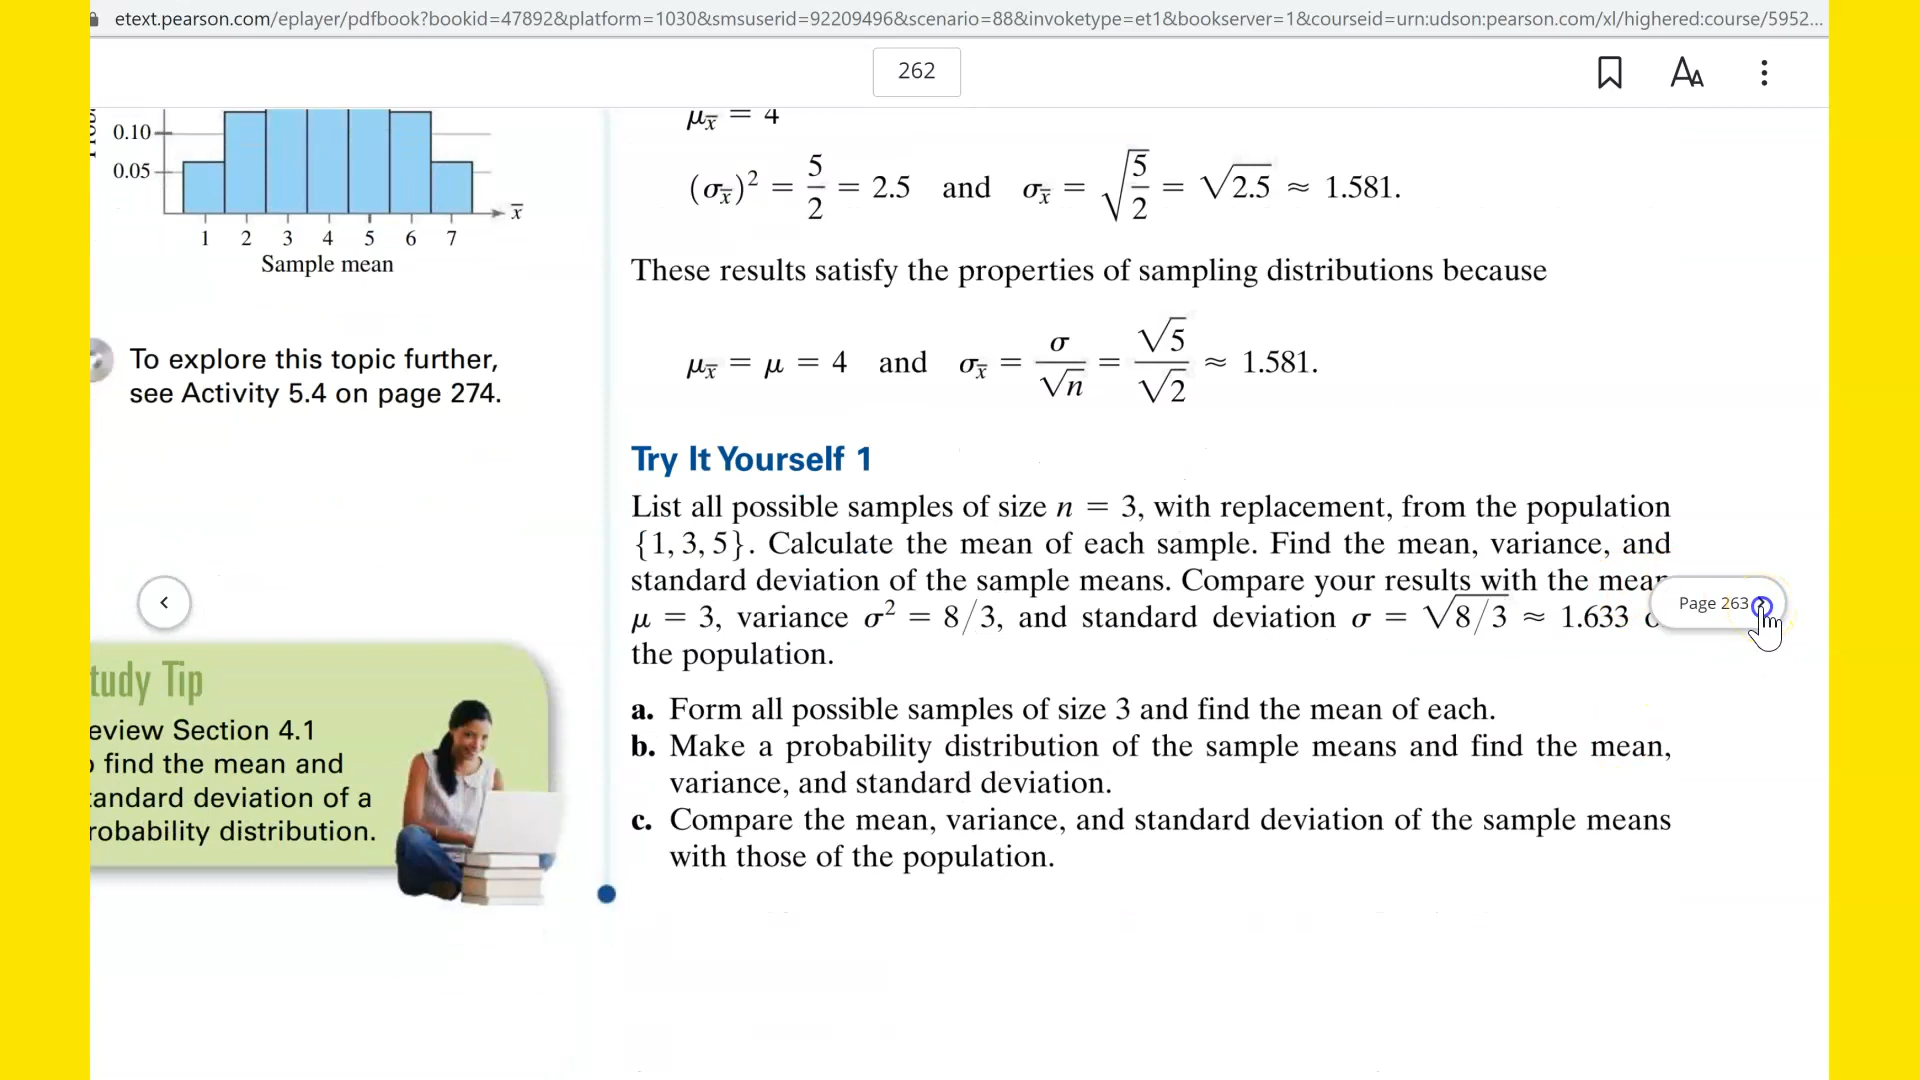 etext.pearson.com/eplayer/pdfbook?bookid=47892&platform=1030&smsuserid=92209496&scenario=88&invoketype=et1&bookserver=1&courseid=urn:udson:pearson.com/xl/highered:course/5952...
262
0.10
0.05
x̄
1 2 3 4 5 6 7
Sample mean
To explore this topic further,
see Activity 5.4 on page 274.
tudy Tip
eview Section 4.1
find the mean and
tandard deviation of a
robability distribution.
μx̄ = 4
(σx̄)² = 5/2 = 2.5 and σx̄ = √(5/2) = √2.5 ≈ 1.581.
These results satisfy the properties of sampling distributions because
μx̄ = μ = 4 and σx̄ = σ/√n = √5/√2 ≈ 1.581.
Try It Yourself 1
List all possible samples of size n = 3, with replacement, from the population
{1, 3, 5}. Calculate the mean of each sample. Find the mean, variance, and
standard deviation of the sample means. Compare your results with the mean
μ = 3, variance σ² = 8/3, and standard deviation σ = √8/3 ≈ 1.633
the population.
a. Form all possible samples of size 3 and find the mean of each.
b. Make a probability distribution of the sample means and find the mean,
variance, and standard deviation.
c. Compare the mean, variance, and standard deviation of the sample means
with those of the population.
Page 263